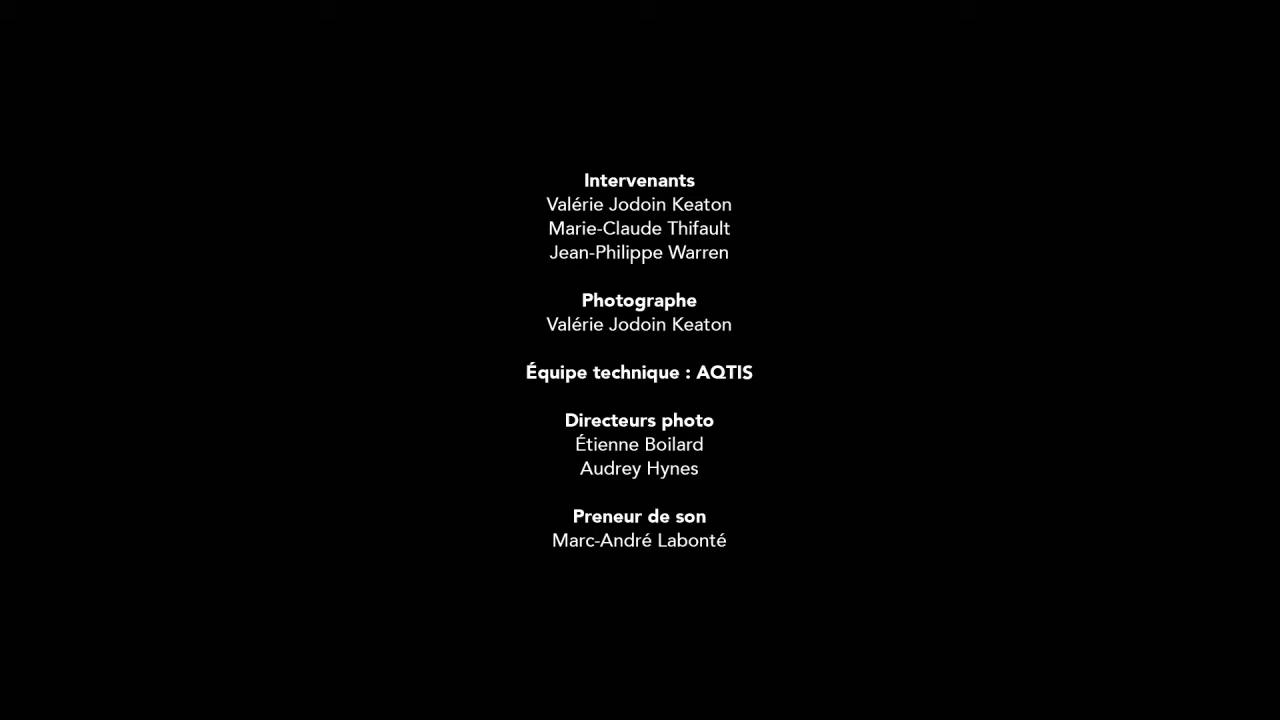 Intervenants
Valérie Jodoin Keaton
Marie-Claude Thifault
Jean-Philippe Warren
Photographe
Valérie Jodoin Keaton
Équipe technique : AQTIS
Directeurs photo
Étienne Boilard
Audrey Hynes
Preneur de son
Marc-André Labonté